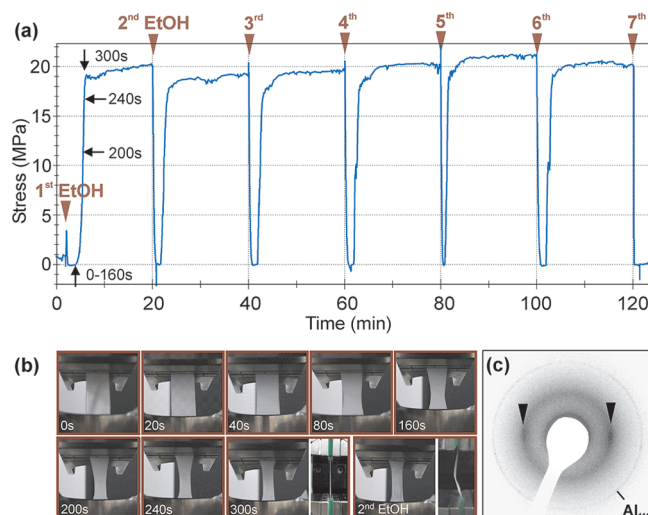 (a)
2nd EtOH
3rd
4th
5th
6th
7th
300s
240s
200s
1st EtOH
0-160s
Stress (MPa)
20
15
10
5
0
0 20 40 60 80 100 120
Time (min)
(b)
0s
20s
40s
80s
160s
200s
240s
300s
2nd EtOH
(c)